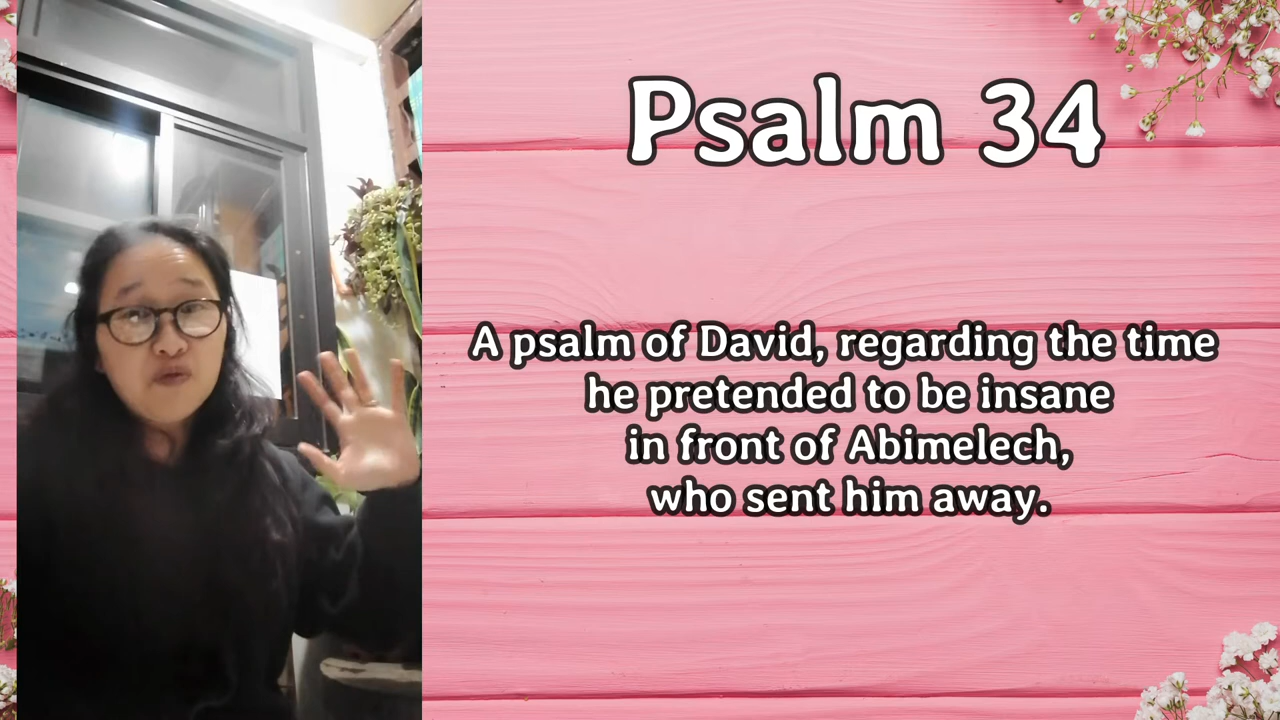 Psalm 34
A psalm of David, regarding the time
he pretended to be insane
in front of Abimelech,
who sent him away.